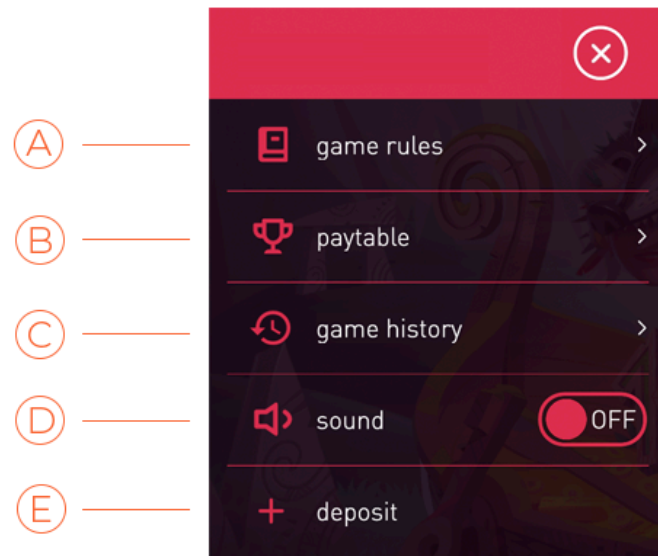 A game rules
B paytable
C game history
D sound OFF
E deposit